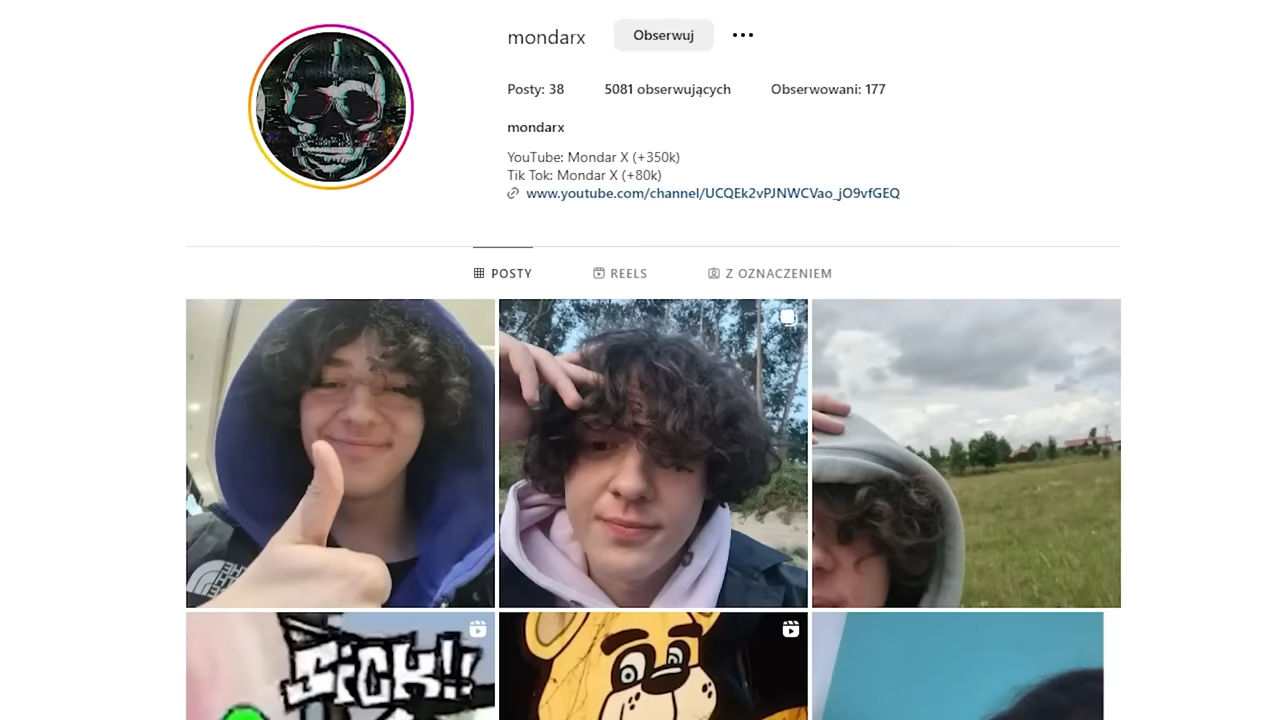 mondarx
Obserwuj
Posty: 38
5081 obserwujących
Obserwowani: 177
mondarx
YouTube: Mondar X (+350k)
Tik Tok: Mondar X (+80k)
www.youtube.com/channel/UCQEk2vPJNWCVao_jO9vfGEQ
POSTY
REELS
Z OZNACZENIEM
SiCK!!